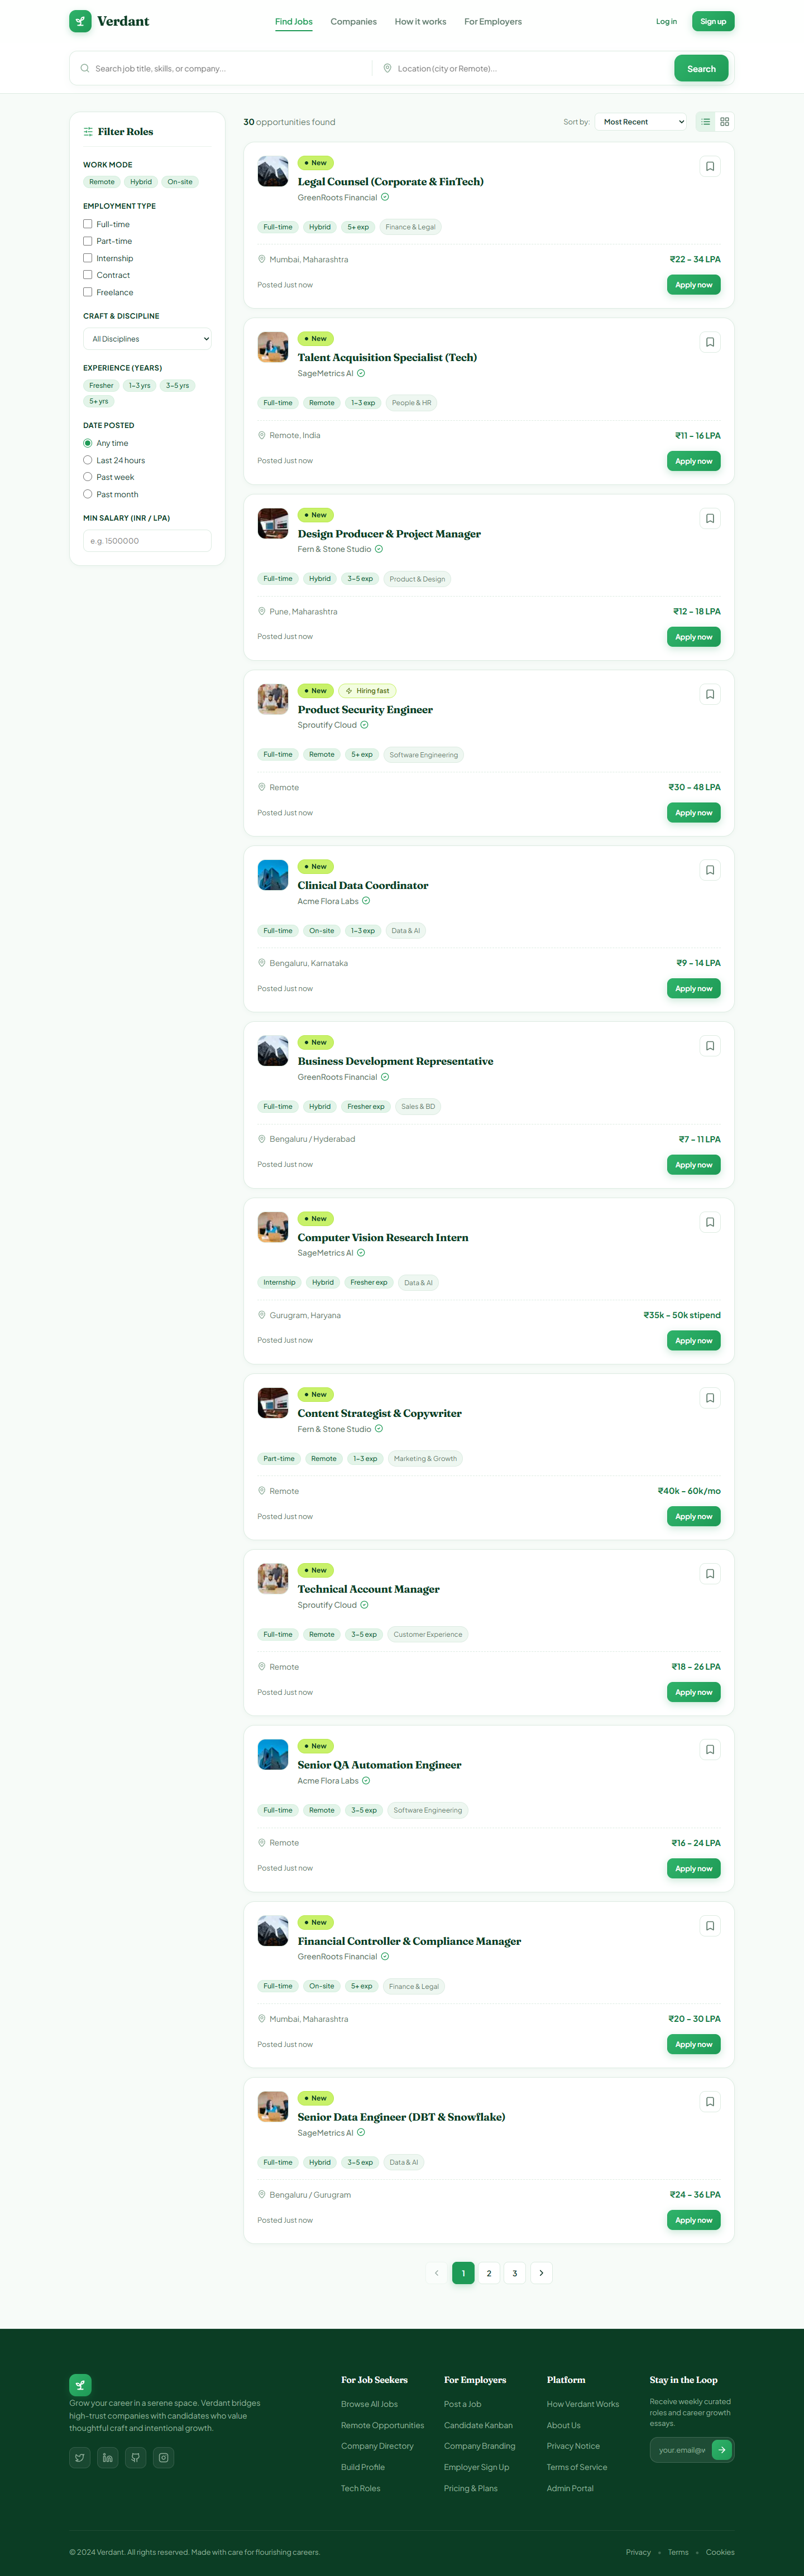 Verdant
Find Jobs
Companies
How it works
For Employers
Log in
Sign up
Search job title, skills, or company...
Location (city or Remote)...
Search
Filter Roles
WORK MODE
Remote
Hybrid
On-site
EMPLOYMENT TYPE
Full-time
Part-time
Internship
Contract
Freelance
CRAFT & DISCIPLINE
All Disciplines
EXPERIENCE (YEARS)
Fresher
1–3 yrs
3–5 yrs
5+ yrs
DATE POSTED
Any time
Last 24 hours
Past week
Past month
MIN SALARY (INR / LPA)
e.g. 1500000
30 opportunities found
Sort by:
Most Recent
New
Legal Counsel (Corporate & FinTech)
GreenRoots Financial
Full-time
Hybrid
5+ exp
Finance & Legal
Mumbai, Maharashtra
₹22 – 34 LPA
Posted Just now
Apply now
New
Talent Acquisition Specialist (Tech)
SageMetrics AI
Full-time
Remote
1–3 exp
People & HR
Remote, India
₹11 – 16 LPA
Posted Just now
Apply now
New
Design Producer & Project Manager
Fern & Stone Studio
Full-time
Hybrid
3–5 exp
Product & Design
Pune, Maharashtra
₹12 – 18 LPA
Posted Just now
Apply now
New
Hiring fast
Product Security Engineer
Sproutify Cloud
Full-time
Remote
5+ exp
Software Engineering
Remote
₹30 – 48 LPA
Posted Just now
Apply now
New
Clinical Data Coordinator
Acme Flora Labs
Full-time
On-site
1–3 exp
Data & AI
Bengaluru, Karnataka
₹9 – 14 LPA
Posted Just now
Apply now
New
Business Development Representative
GreenRoots Financial
Full-time
Hybrid
Fresher exp
Sales & BD
Bengaluru / Hyderabad
₹7 – 11 LPA
Posted Just now
Apply now
New
Computer Vision Research Intern
SageMetrics AI
Internship
Hybrid
Fresher exp
Data & AI
Gurugram, Haryana
₹35k – 50k stipend
Posted Just now
Apply now
New
Content Strategist & Copywriter
Fern & Stone Studio
Part-time
Remote
1–3 exp
Marketing & Growth
Remote
₹40k – 60k/mo
Posted Just now
Apply now
New
Technical Account Manager
Sproutify Cloud
Full-time
Remote
3–5 exp
Customer Experience
Remote
₹18 – 26 LPA
Posted Just now
Apply now
New
Senior QA Automation Engineer
Acme Flora Labs
Full-time
Remote
3–5 exp
Software Engineering
Remote
₹16 – 24 LPA
Posted Just now
Apply now
New
Financial Controller & Compliance Manager
GreenRoots Financial
Full-time
On-site
5+ exp
Finance & Legal
Mumbai, Maharashtra
₹20 – 30 LPA
Posted Just now
Apply now
New
Senior Data Engineer (DBT & Snowflake)
SageMetrics AI
Full-time
Hybrid
3–5 exp
Data & AI
Bengaluru / Gurugram
₹24 – 36 LPA
Posted Just now
Apply now
1
2
3
Grow your career in a serene space. Verdant bridges
high-trust companies with candidates who value
thoughtful craft and intentional growth.
For Job Seekers
Browse All Jobs
Remote Opportunities
Company Directory
Build Profile
Tech Roles
For Employers
Post a Job
Candidate Kanban
Company Branding
Employer Sign Up
Pricing & Plans
Platform
How Verdant Works
About Us
Privacy Notice
Terms of Service
Admin Portal
Stay in the Loop
Receive weekly curated
roles and career growth
essays.
your.email@v
© 2024 Verdant. All rights reserved. Made with care for flourishing careers.
Privacy • Terms • Cookies